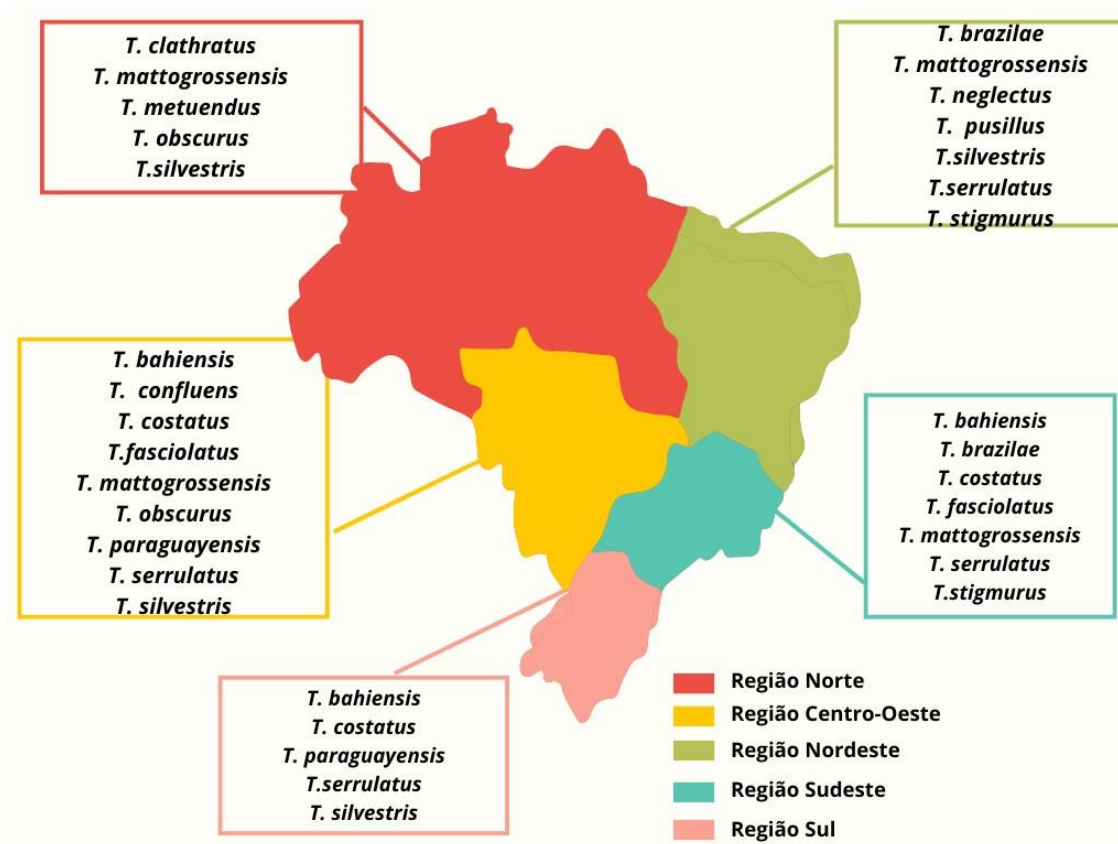 T. clathratus
T. mattogrossensis
T. metuendus
T. obscurus
T.silvestris
T. brazilae
T. mattogrossensis
T. neglectus
T. pusillus
T.silvestris
T.serrulatus
T. stigmurus
T. bahiensis
T. confluens
T. costatus
T.fasciolatus
T. mattogrossensis
T. obscurus
T. paraguayensis
T. serrulatus
T. silvestris
T. bahiensis
T. brazilae
T. costatus
T. fasciolatus
T. mattogrossensis
T. serrulatus
T.stigmurus
T. bahiensis
T. costatus
T. paraguayensis
T.serrulatus
T. silvestris
Região Norte
Região Centro-Oeste
Região Nordeste
Região Sudeste
Região Sul